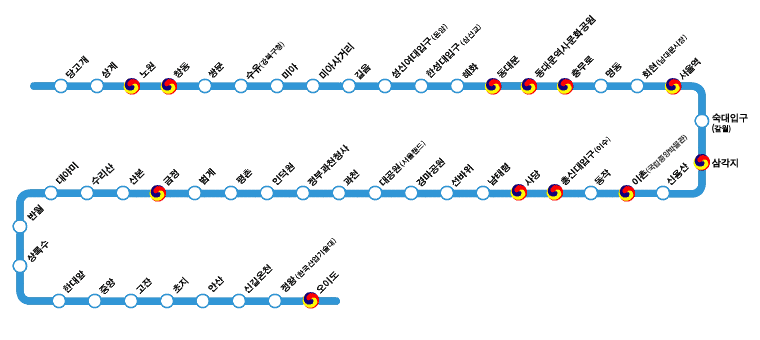 당고개
상계
노원
창동
쌍문
수유(강북구청)
미아
미아사거리
길음
성신여대입구(돈암)
한성대입구(삼선교)
혜화
동대문
동대문역사문화공원
충무로
명동
회현(남대문시장)
서울역
숙대입구
(갈월)
삼각지
신용산
이촌(국립중앙박물관)
동작
총신대입구(이수)
사당
남태령
선바위
경마공원
대공원(서울랜드)
과천
정부과천청사
인덕원
평촌
범계
금정
산본
수리산
대야미
반월
상록수
한대앞
중앙
고잔
초지
안산
신길온천
정왕(한국산업기술대)
오이도